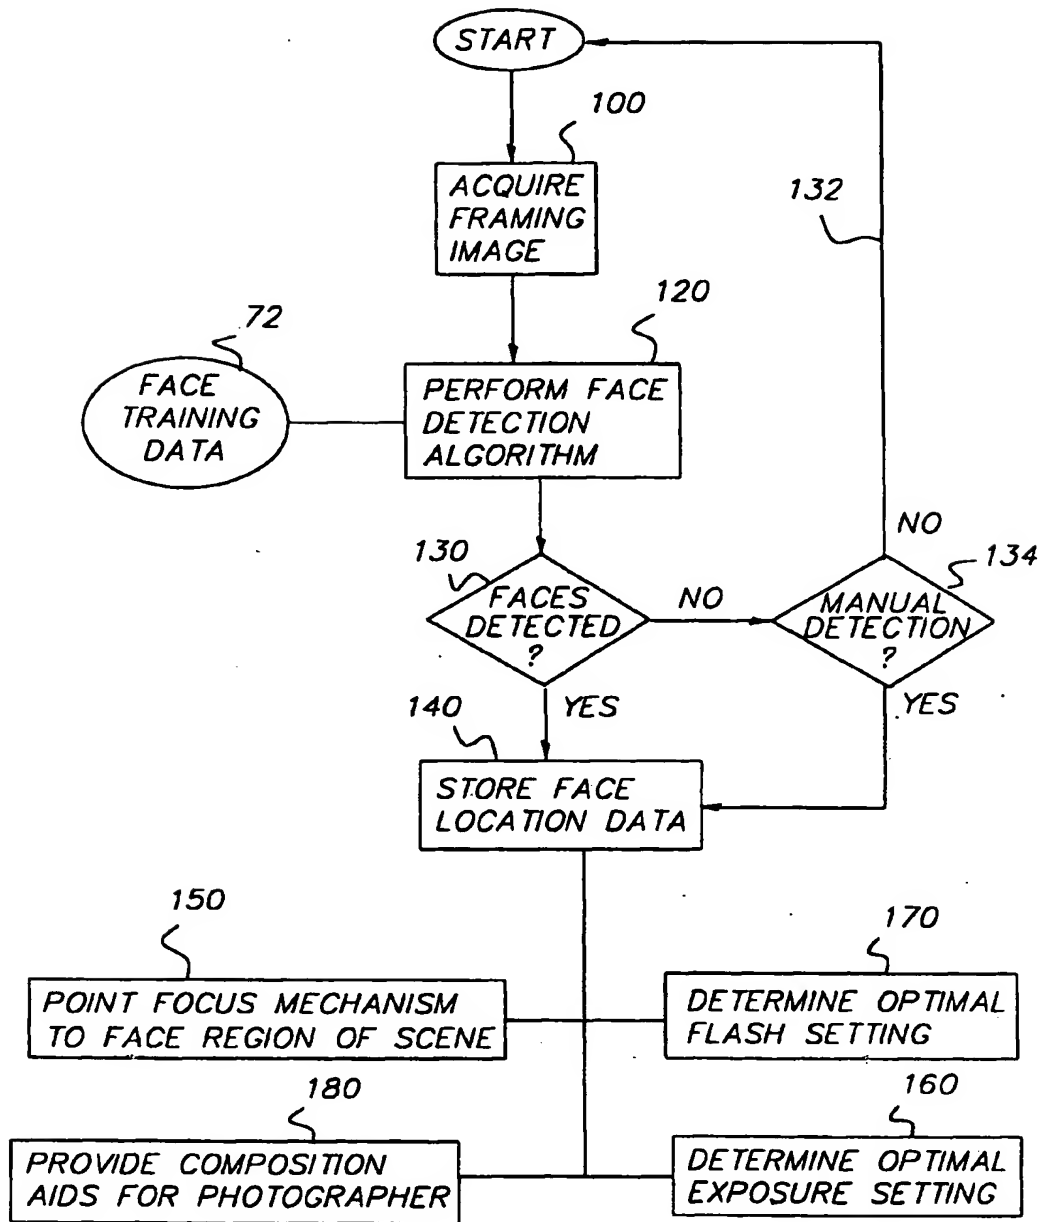 START
100
ACQUIRE
FRAMING
IMAGE
132
120
72
FACE
TRAINING
DATA
PERFORM FACE
DETECTION
ALGORITHM
NO
130
134
FACES
DETECTED
?
NO
MANUAL
DETECTION
?
YES
YES
140
STORE FACE
LOCATION DATA
150
170
POINT FOCUS MECHANISM
TO FACE REGION OF SCENE
DETERMINE OPTIMAL
FLASH SETTING
180
160
PROVIDE COMPOSITION
AIDS FOR PHOTOGRAPHER
DETERMINE OPTIMAL
EXPOSURE SETTING